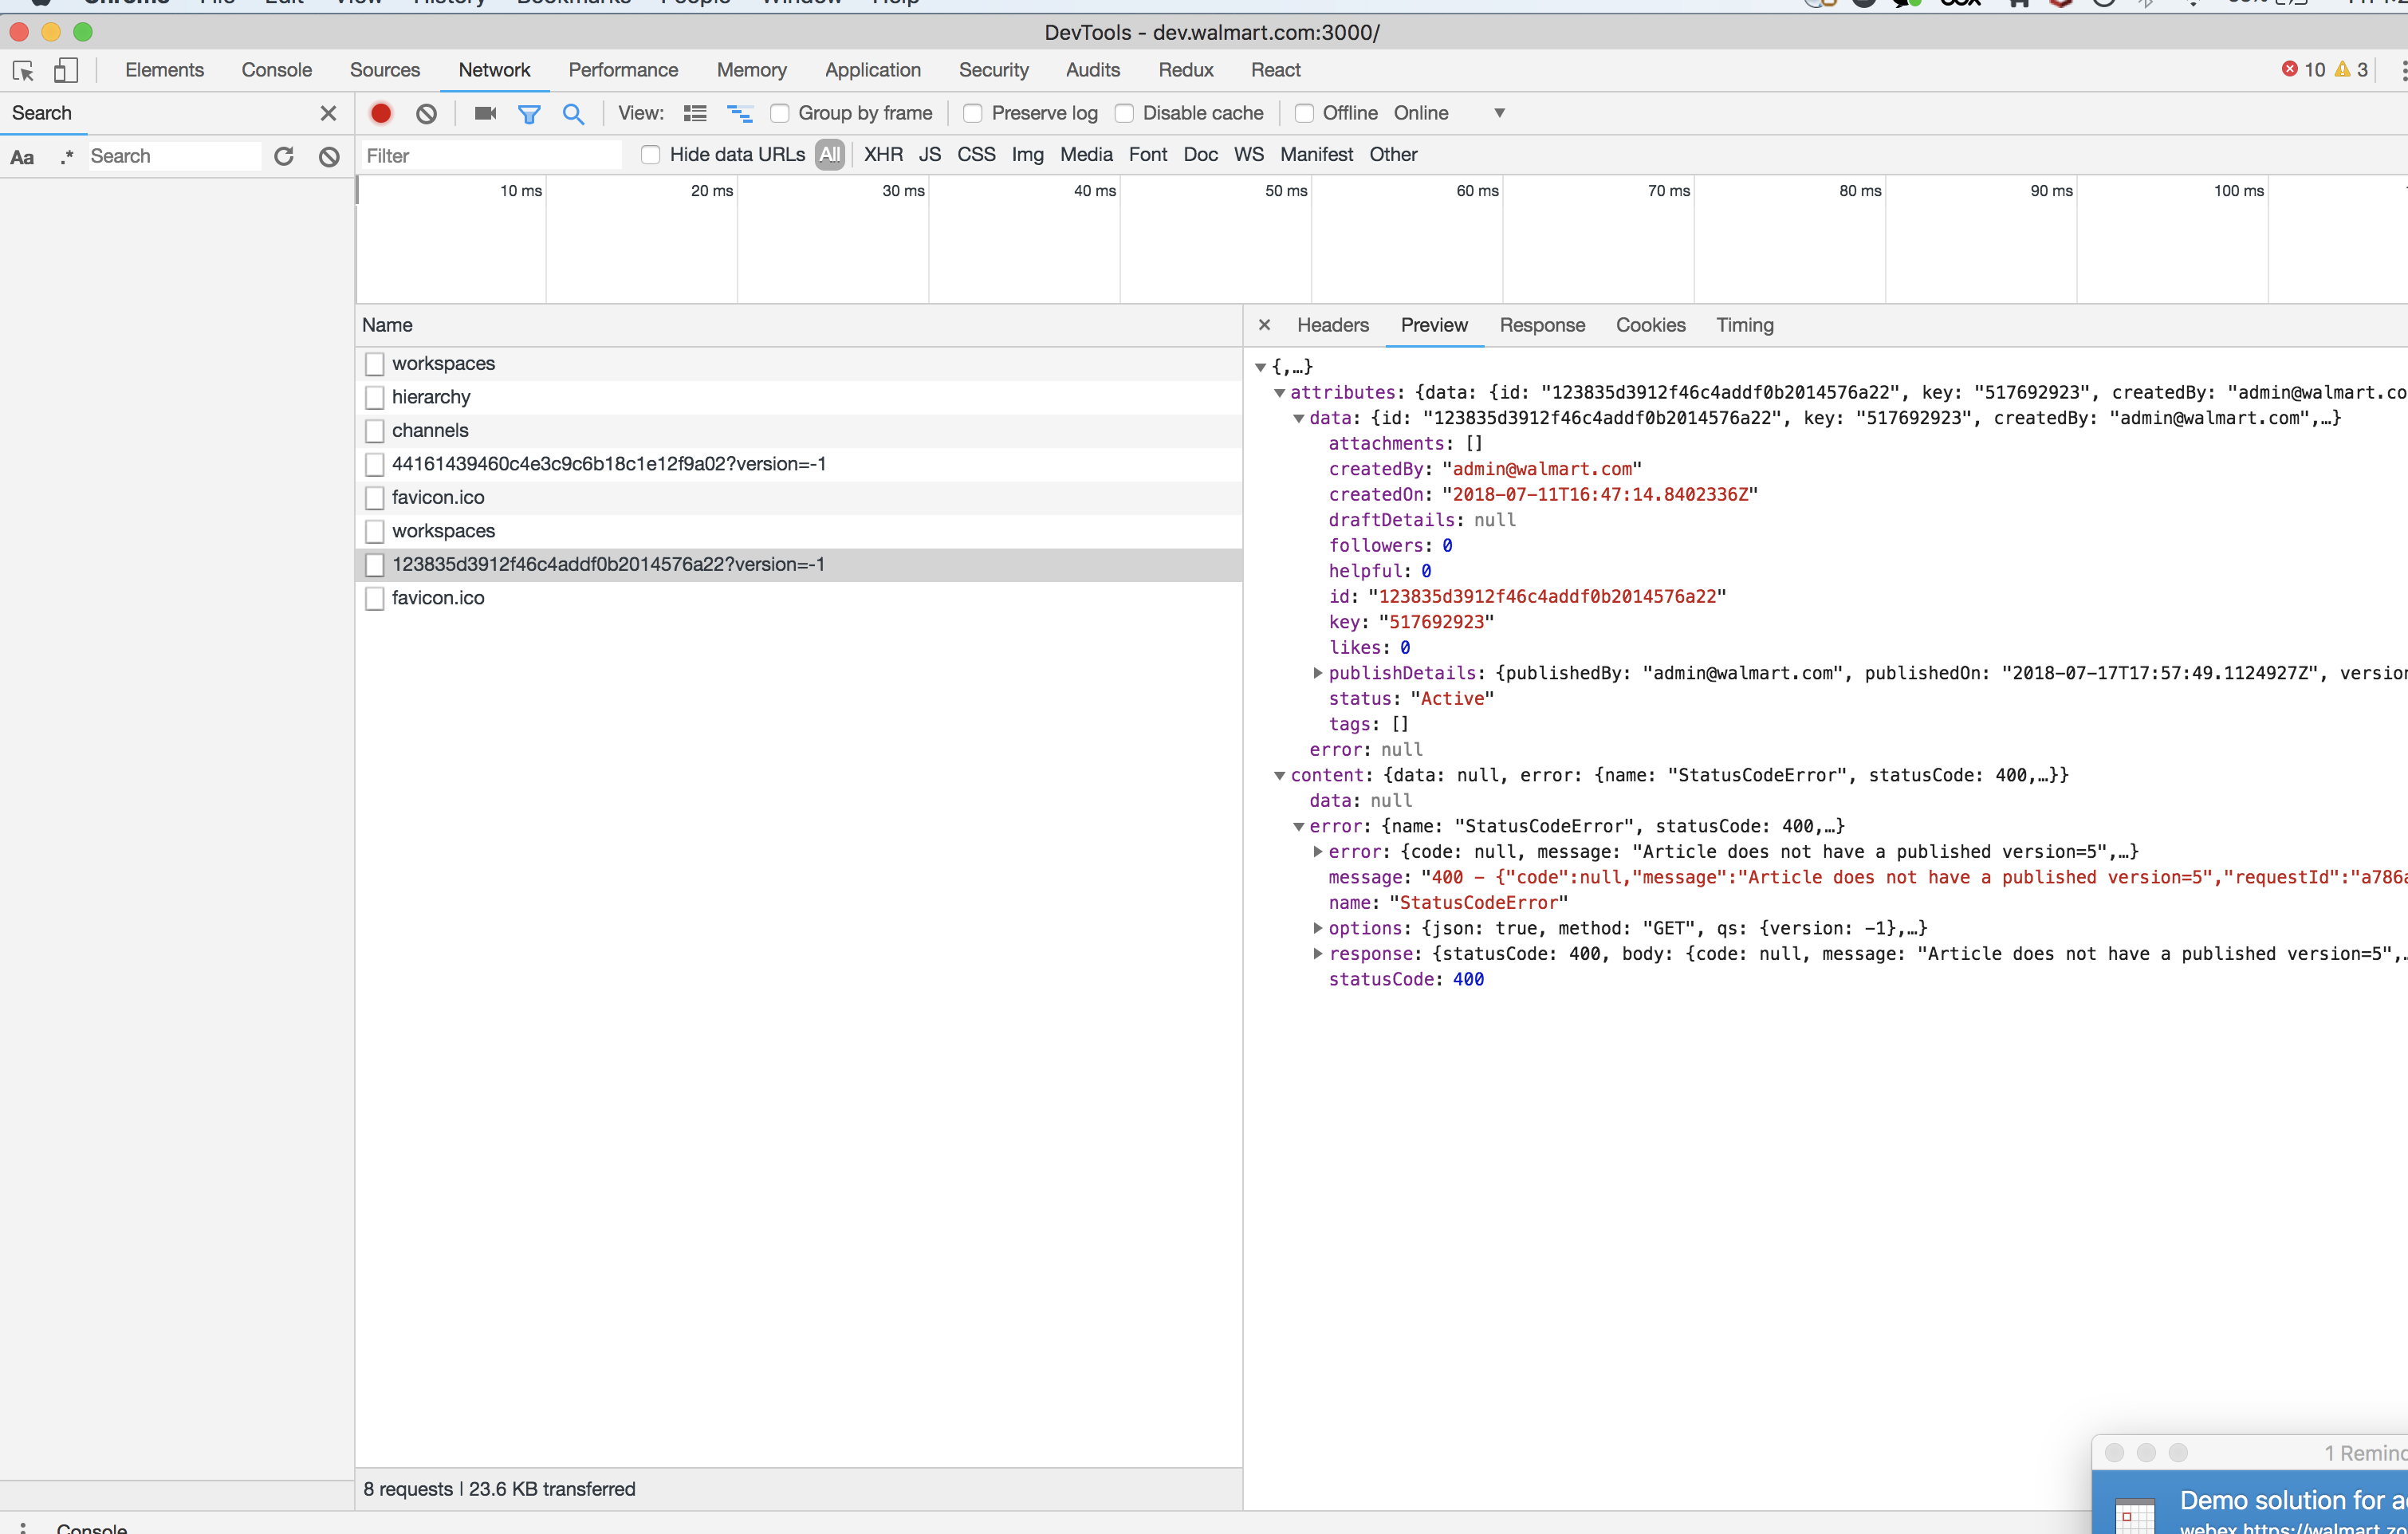 Chrome File Edit View History Bookmarks People Window Help
DevTools - dev.walmart.com:3000/
Elements Console Sources Network Performance Memory Application Security Audits Redux React 10 3
Search
View: Group by frame Preserve log Disable cache Offline Online
Aa .* Search
Filter Hide data URLs All XHR JS CSS Img Media Font Doc WS Manifest Other
10 ms 20 ms 30 ms 40 ms 50 ms 60 ms 70 ms 80 ms 90 ms 100 ms
Name
workspaces
hierarchy
channels
44161439460c4e3c9c6b18c1e12f9a02?version=-1
favicon.ico
workspaces
123835d3912f46c4addf0b2014576a22?version=-1
favicon.ico
8 requests | 23.6 KB transferred
Console
× Headers Preview Response Cookies Timing
{,…}
attributes: {data: {id: "123835d3912f46c4addf0b2014576a22", key: "517692923", createdBy: "admin@walmart.co
data: {id: "123835d3912f46c4addf0b2014576a22", key: "517692923", createdBy: "admin@walmart.com",…}
attachments: []
createdBy: "admin@walmart.com"
createdOn: "2018-07-11T16:47:14.8402336Z"
draftDetails: null
followers: 0
helpful: 0
id: "123835d3912f46c4addf0b2014576a22"
key: "517692923"
likes: 0
publishDetails: {publishedBy: "admin@walmart.com", publishedOn: "2018-07-17T17:57:49.1124927Z", version
status: "Active"
tags: []
error: null
content: {data: null, error: {name: "StatusCodeError", statusCode: 400,…}}
data: null
error: {name: "StatusCodeError", statusCode: 400,…}
error: {code: null, message: "Article does not have a published version=5",…}
message: "400 - {"code":null,"message":"Article does not have a published version=5","requestId":"a786a
name: "StatusCodeError"
options: {json: true, method: "GET", qs: {version: -1},…}
response: {statusCode: 400, body: {code: null, message: "Article does not have a published version=5",…
statusCode: 400
1 Remind
Demo solution for a
webex https://walmart.zo